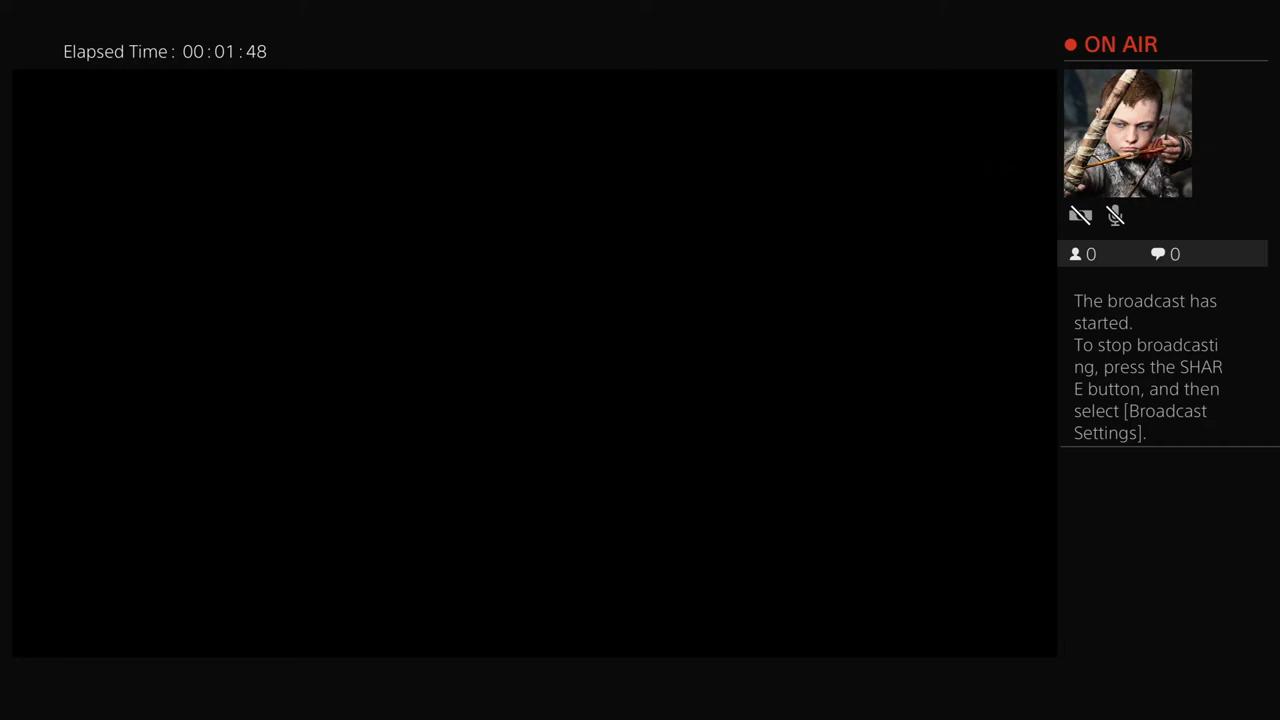 Elapsed Time: 00:01:48
ON AIR
0 0
The broadcast has
started.
To stop broadcasti
ng, press the SHAR
E button, and then
select [Broadcast
Settings].